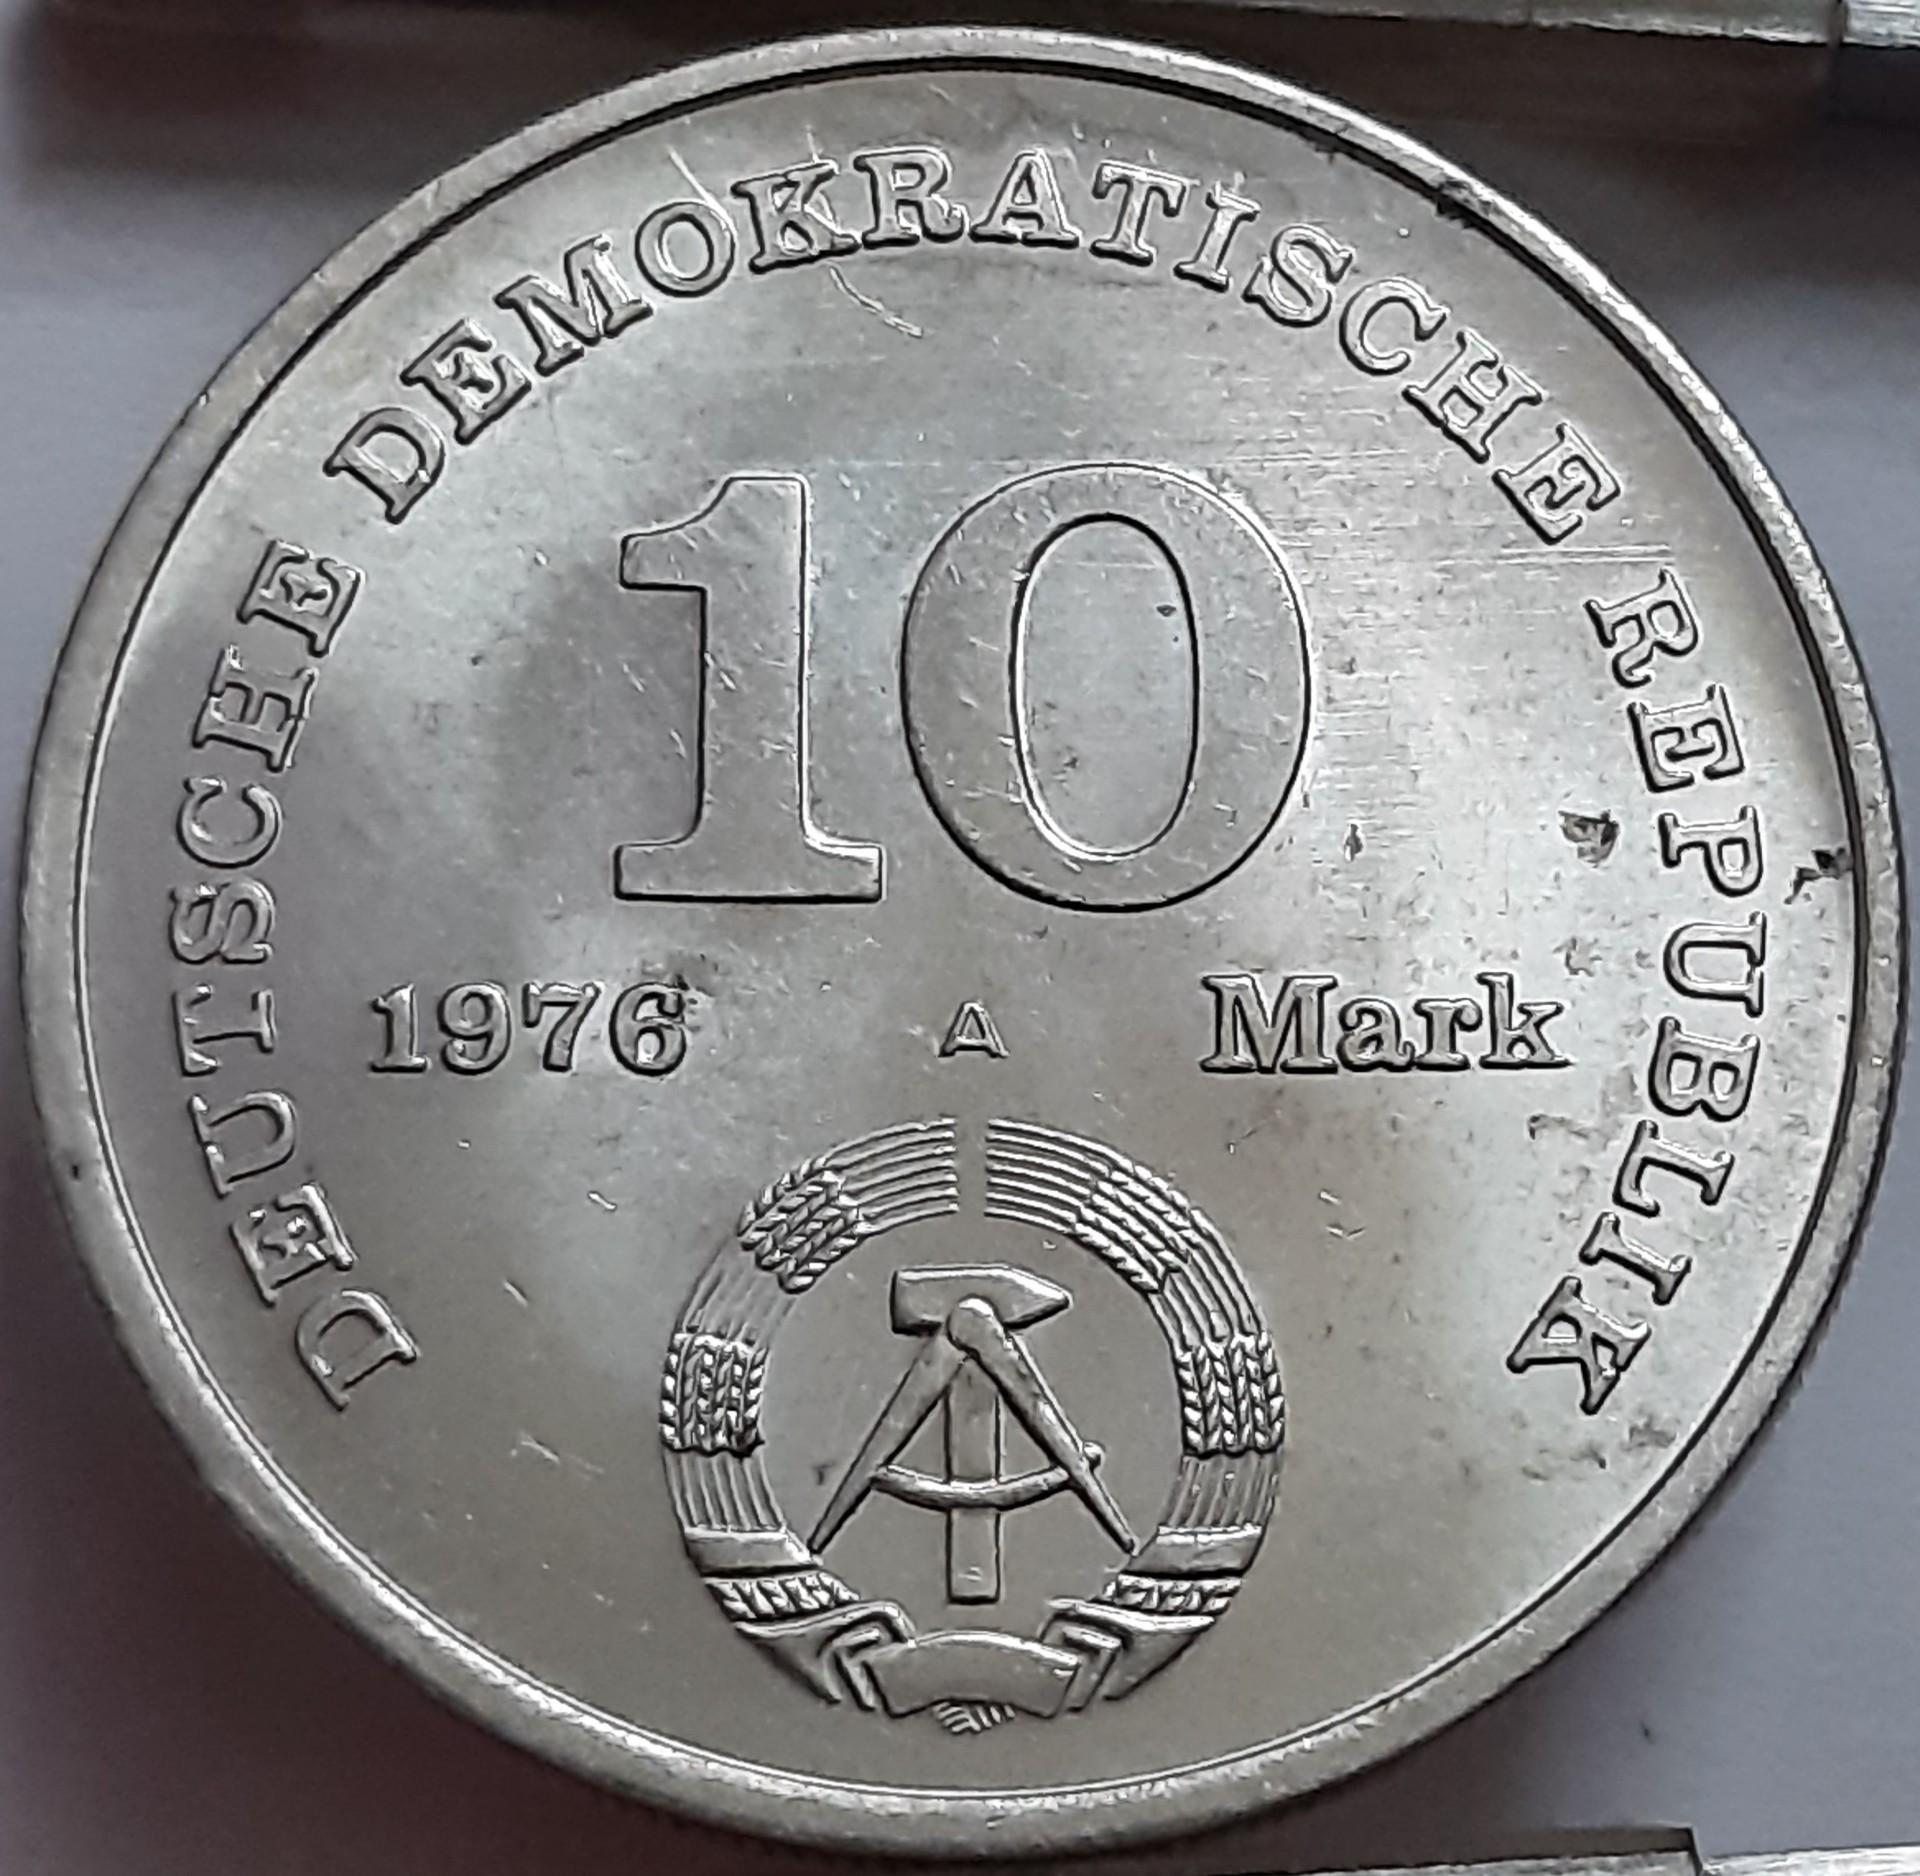 DEUTSCHE DEMOKRATISCHE REPUBLIK
10
1976 A Mark